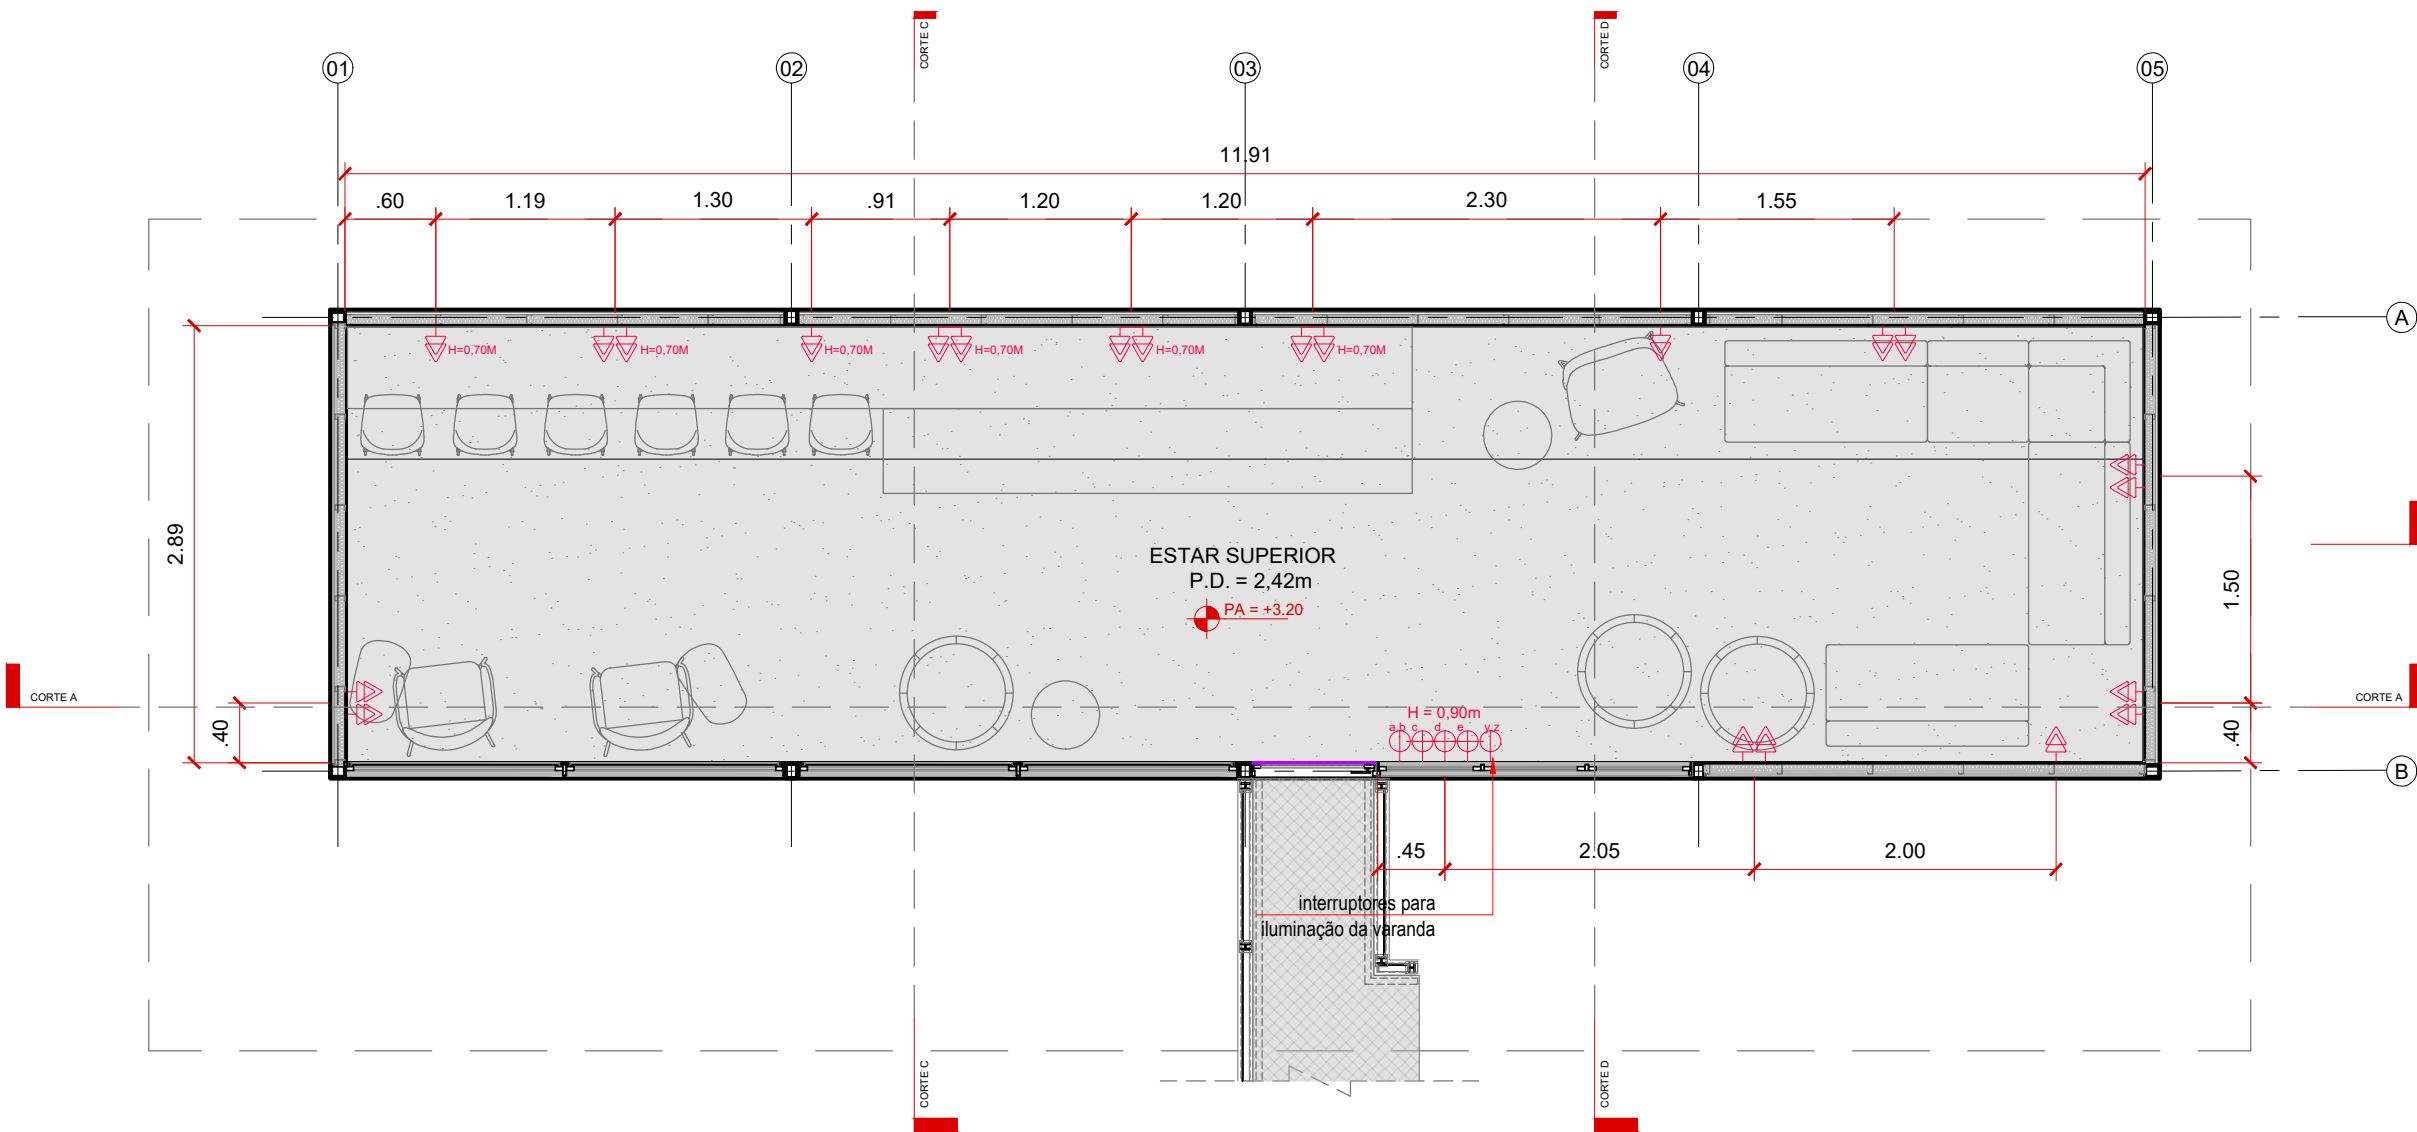 CORTE C
CORTE D
01
02
03
04
05
11.91
.60
1.19
1.30
.91
1.20
1.20
2.30
1.55
A
H=0,70M
H=0,70M
H=0,70M
H=0,70M
H=0,70M
H=0,70M
2.89
ESTAR SUPERIOR
P.D. = 2,42m
PA = +3.20
1.50
CORTE A
CORTE A
.40
.40
H = 0,90m
a b c d e y z
B
.45
2.05
2.00
interruptores para
iluminação da varanda
CORTE C
CORTE D